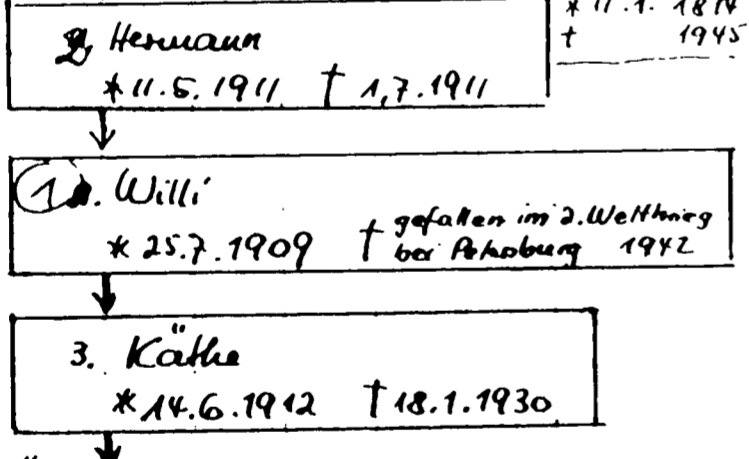 2, Hermann
* 11.5.1911 † 1,7.1911
* 11.1.
† 1945
1. Willi
* 25.7.1909 † gefallen im 2. Weltkrieg
bei Petersburg 1942
3. Käthe
* 14.6.1912 † 18.1.1930